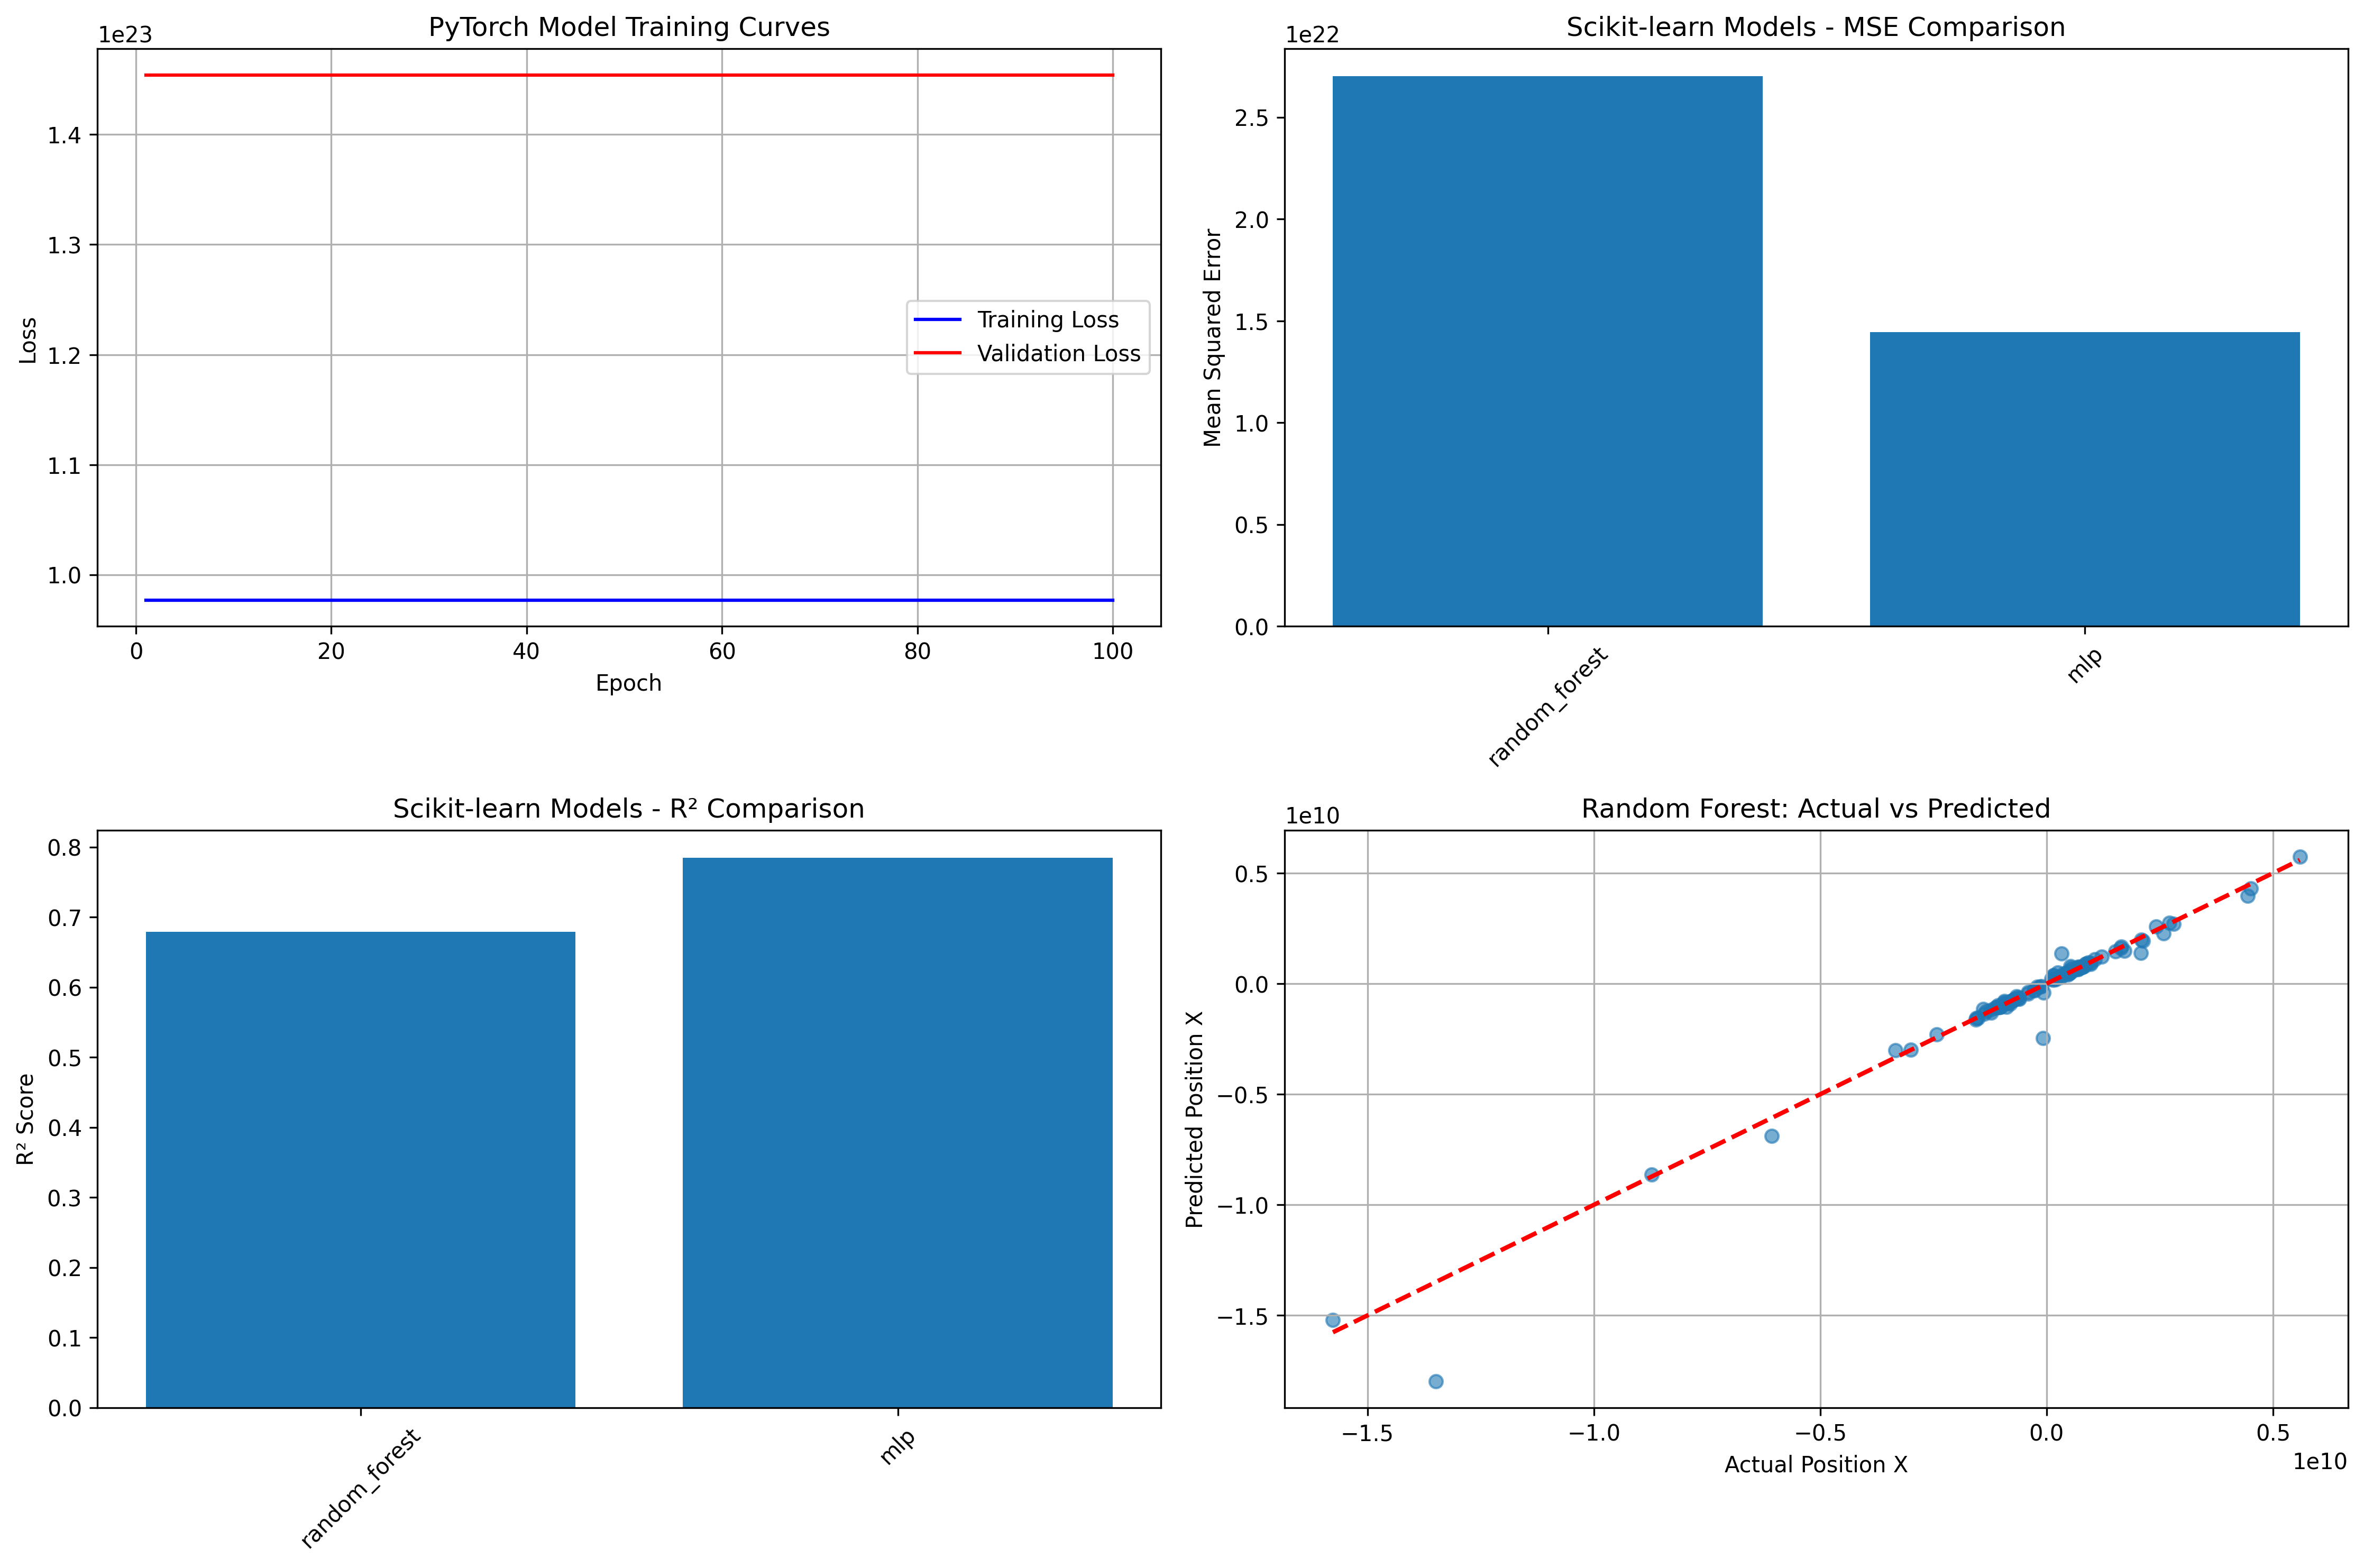 PyTorch Model Training Curves
1e23
1.4
1.3
1.2
1.1
1.0
Loss
Training Loss
Validation Loss
0 20 40 60 80 100
Epoch
Scikit-learn Models - MSE Comparison
1e22
2.5
2.0
1.5
1.0
0.5
0.0
Mean Squared Error
random_forest
mlp
Scikit-learn Models - R² Comparison
0.8
0.7
0.6
0.5
0.4
0.3
0.2
0.1
0.0
R² Score
random_forest
mlp
Random Forest: Actual vs Predicted
1e10
0.5
0.0
−0.5
−1.0
−1.5
Predicted Position X
−1.5 −1.0 −0.5 0.0 0.5
1e10
Actual Position X